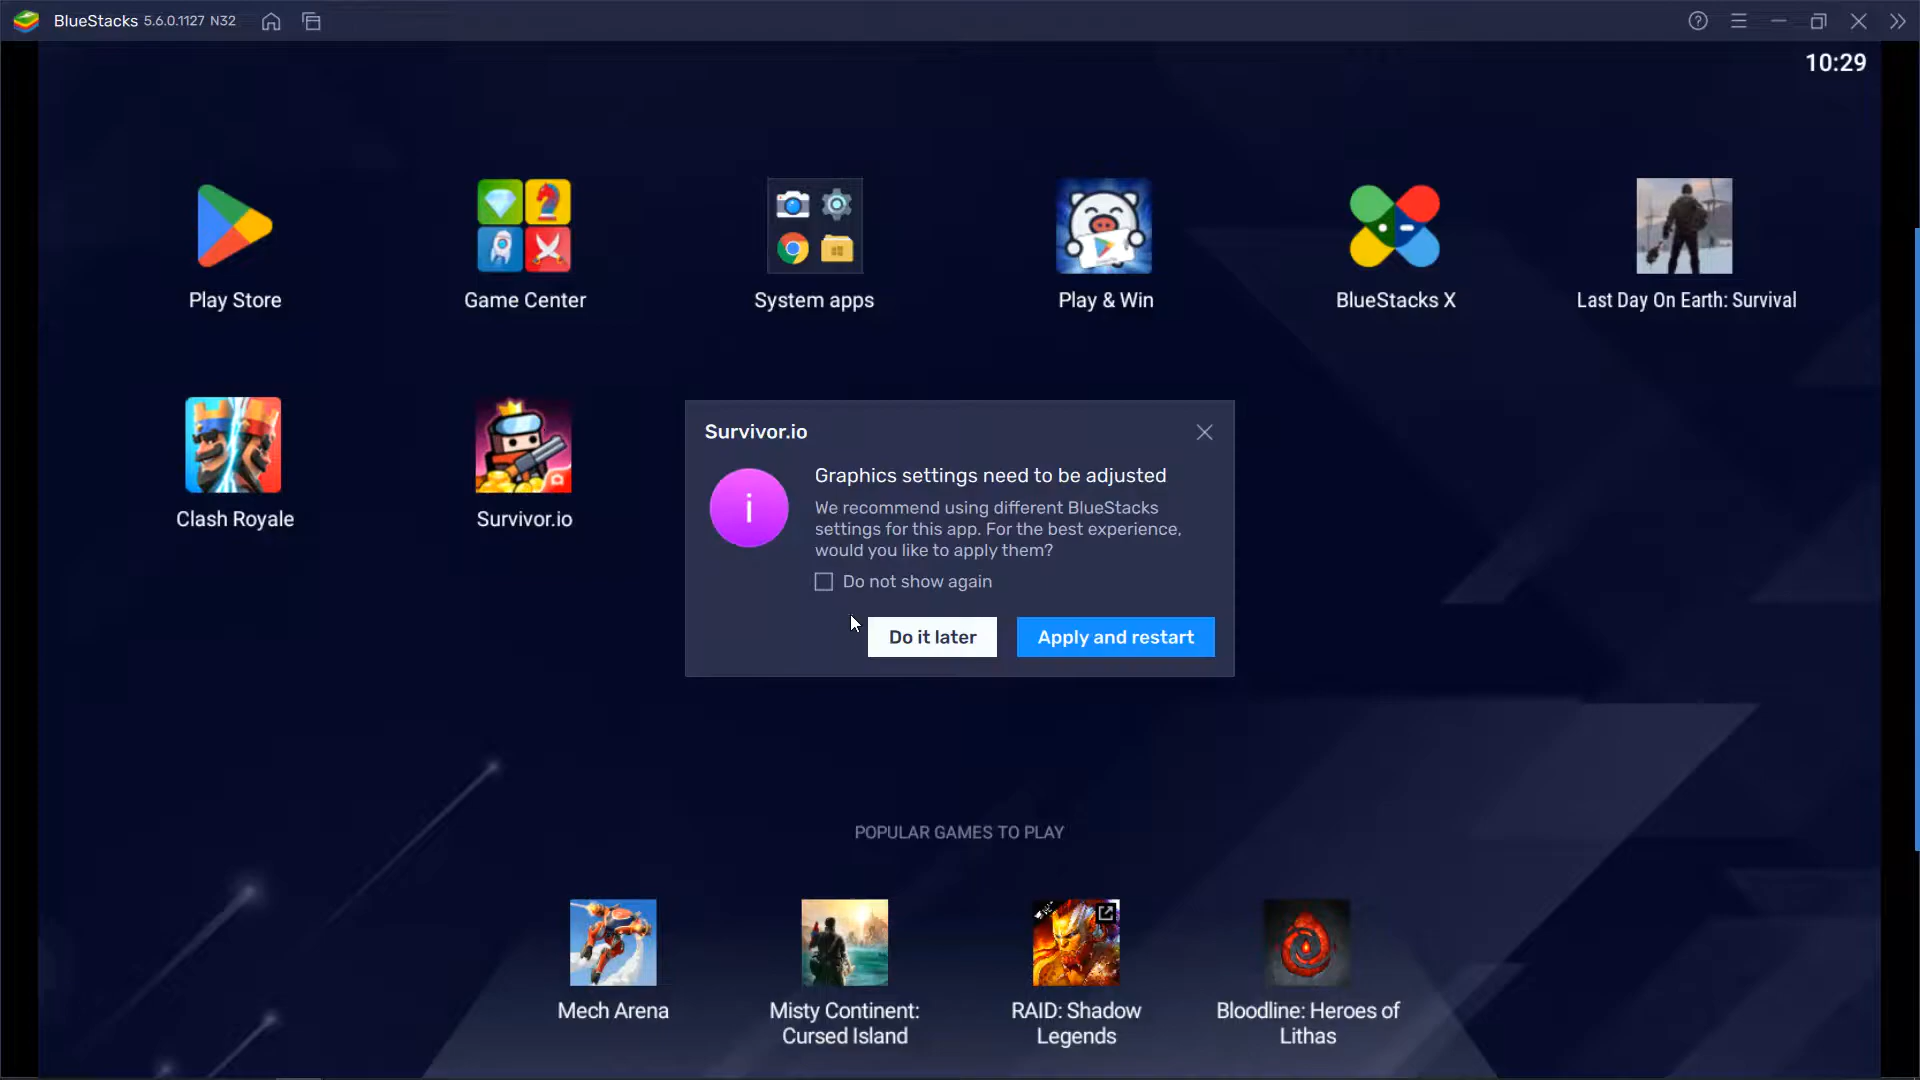 BlueStacks 5.6.0.1127 N32
10:29
Play Store
Game Center
System apps
Play & Win
BlueStacks X
Last Day On Earth: Survival
Clash Royale
Survivor.io
Survivor.io
Graphics settings need to be adjusted
We recommend using different BlueStacks
settings for this app. For the best experience,
would you like to apply them?
Do not show again
Do it later
Apply and restart
POPULAR GAMES TO PLAY
Mech Arena
Misty Continent:
Cursed Island
RAID: Shadow
Legends
Bloodline: Heroes of
Lithas